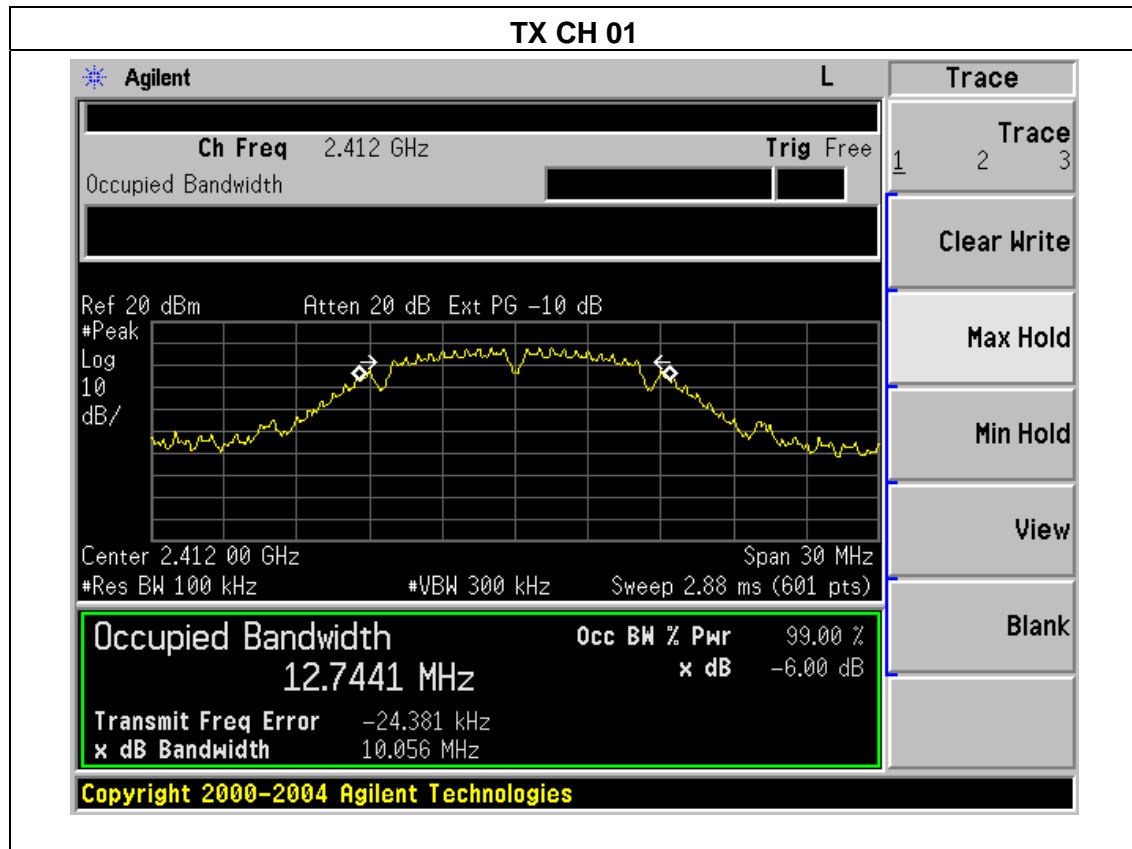 TX CH 01
Agilent L Trace
Ch Freq 2.412 GHz Trig Free
Occupied Bandwidth
Trace
1 2 3
Clear Write
Max Hold
Min Hold
View
Blank
Ref 20 dBm Atten 20 dB Ext PG -10 dB
#Peak
Log
10
dB/
Center 2.412 00 GHz Span 30 MHz
#Res BW 100 kHz #VBW 300 kHz Sweep 2.88 ms (601 pts)
Occupied Bandwidth Occ BW % Pwr 99.00 %
12.7441 MHz x dB -6.00 dB
Transmit Freq Error -24.381 kHz
x dB Bandwidth 10.056 MHz
Copyright 2000-2004 Agilent Technologies